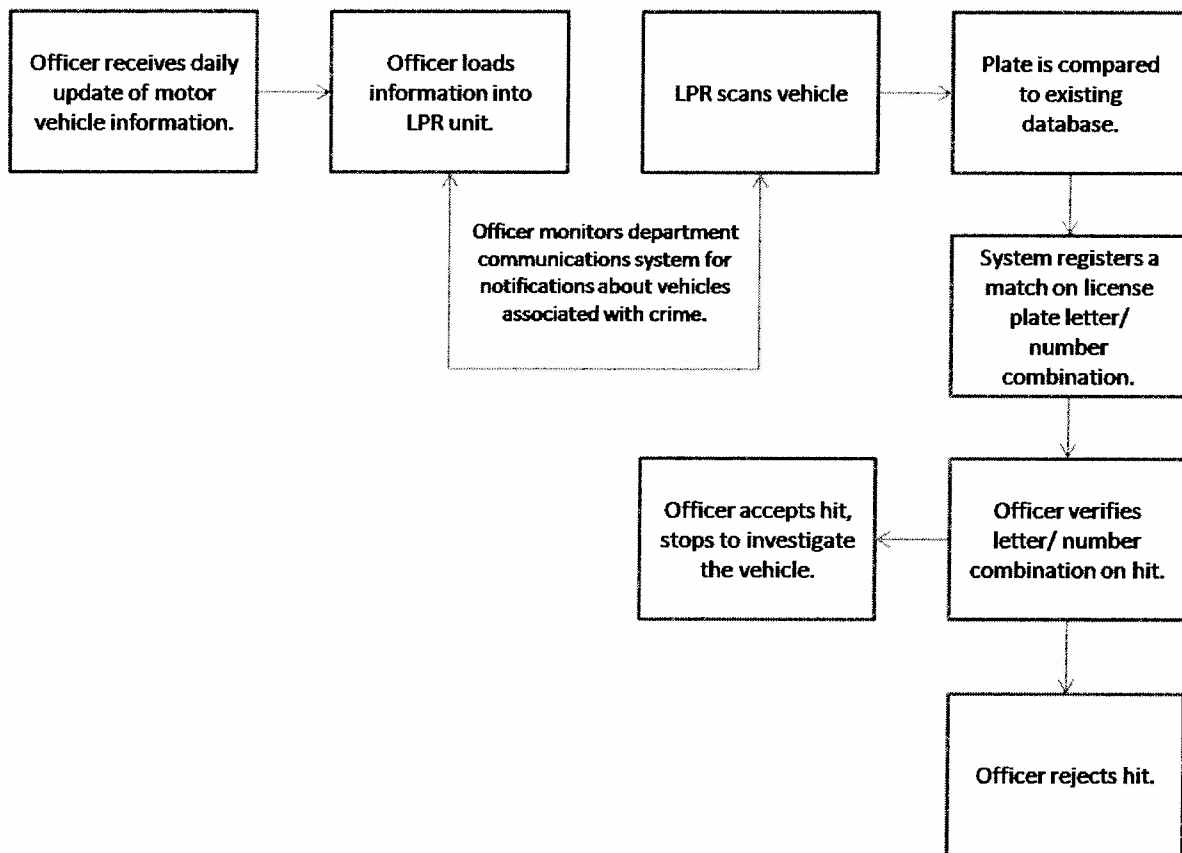 Officer receives daily
update of motor
vehicle information.
Officer loads
information into
LPR unit.
LPR scans vehicle
Plate is compared
to existing
database.
Officer monitors department
communications system for
notifications about vehicles
associated with crime.
System registers a
match on license
plate letter/
number
combination.
Officer accepts hit,
stops to investigate
the vehicle.
Officer verifies
letter/ number
combination on hit.
Officer rejects hit.